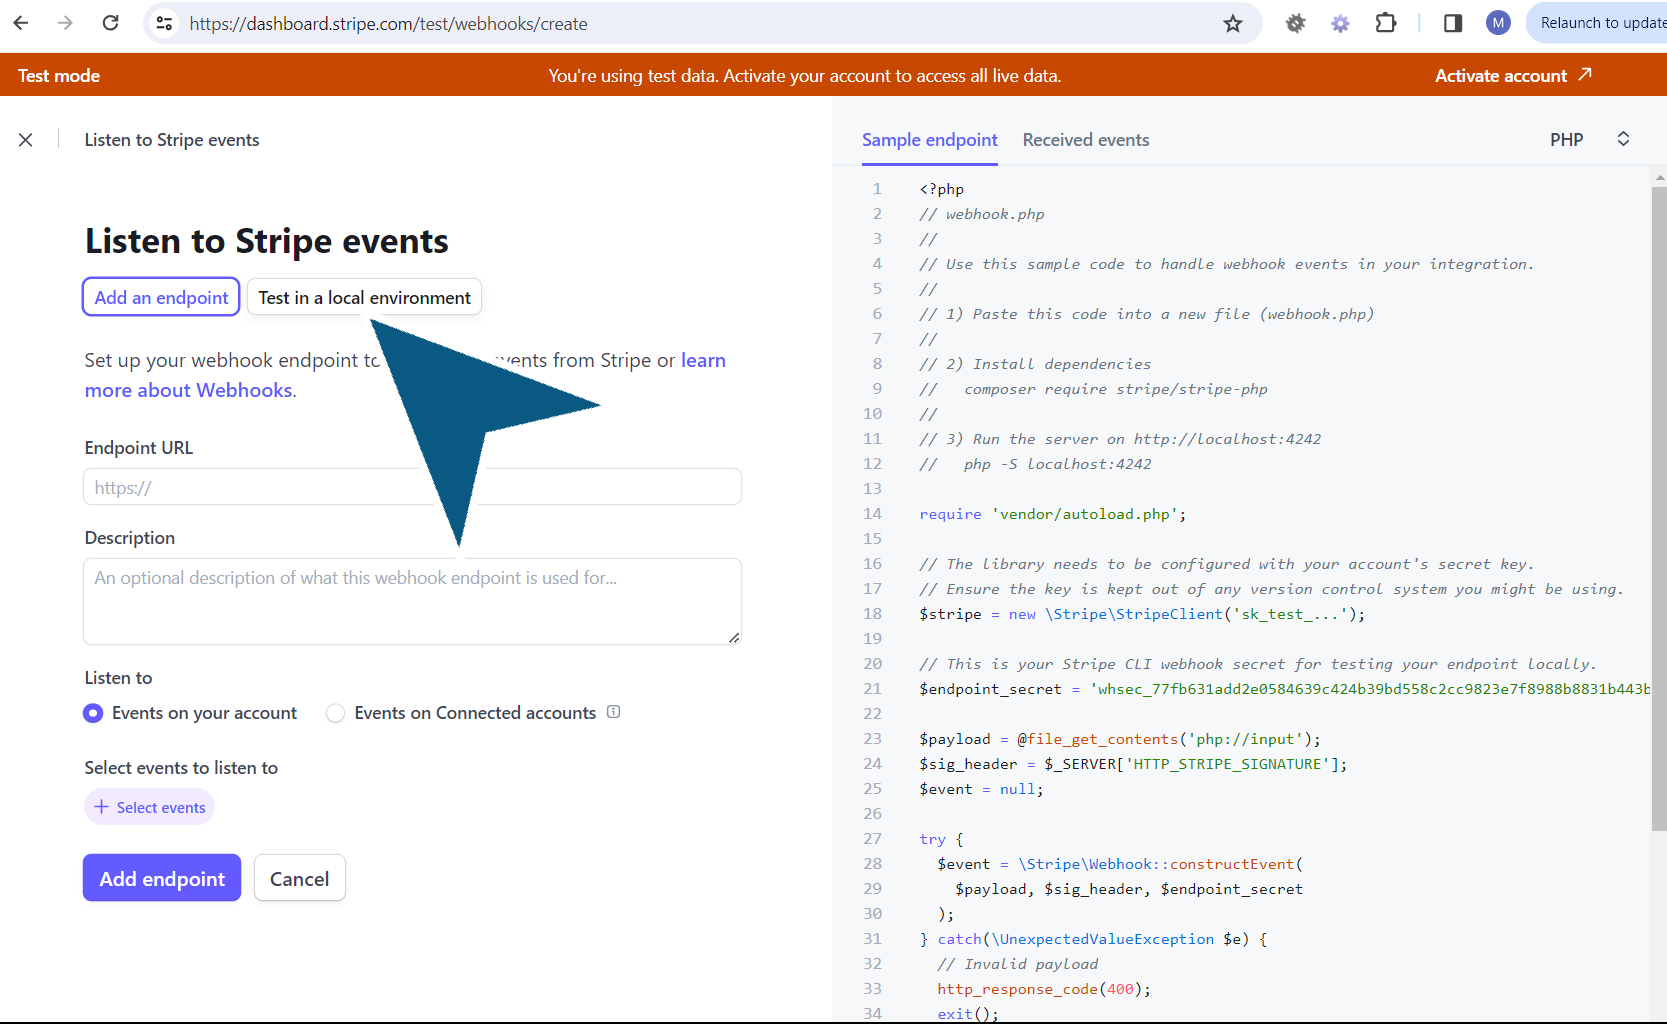 https://dashboard.stripe.com/test/webhooks/create
M
Relaunch to update
Test mode
You're using test data. Activate your account to access all live data.
Activate account
Listen to Stripe events
Listen to Stripe events
Add an endpoint
Test in a local environment
Set up your webhook endpoint to events from Stripe or learn
more about Webhooks.
Endpoint URL
https://
Description
An optional description of what this webhook endpoint is used for...
Listen to
Events on your account
Events on Connected accounts
Select events to listen to
+ Select events
Add endpoint
Cancel
Sample endpoint
Received events
PHP
1 <?php
2 // webhook.php
3 //
4 // Use this sample code to handle webhook events in your integration.
5 //
6 // 1) Paste this code into a new file (webhook.php)
7 //
8 // 2) Install dependencies
9 //   composer require stripe/stripe-php
10 //
11 // 3) Run the server on http://localhost:4242
12 //   php -S localhost:4242
13
14 require 'vendor/autoload.php';
15
16 // The library needs to be configured with your account's secret key.
17 // Ensure the key is kept out of any version control system you might be using.
18 $stripe = new \Stripe\StripeClient('sk_test_...');
19
20 // This is your Stripe CLI webhook secret for testing your endpoint locally.
21 $endpoint_secret = 'whsec_77fb631add2e0584639c424b39bd558c2cc9823e7f8988b8831b443b
22
23 $payload = @file_get_contents('php://input');
24 $sig_header = $_SERVER['HTTP_STRIPE_SIGNATURE'];
25 $event = null;
26
27 try {
28   $event = \Stripe\Webhook::constructEvent(
29     $payload, $sig_header, $endpoint_secret
30   );
31 } catch(\UnexpectedValueException $e) {
32   // Invalid payload
33   http_response_code(400);
34   exit();